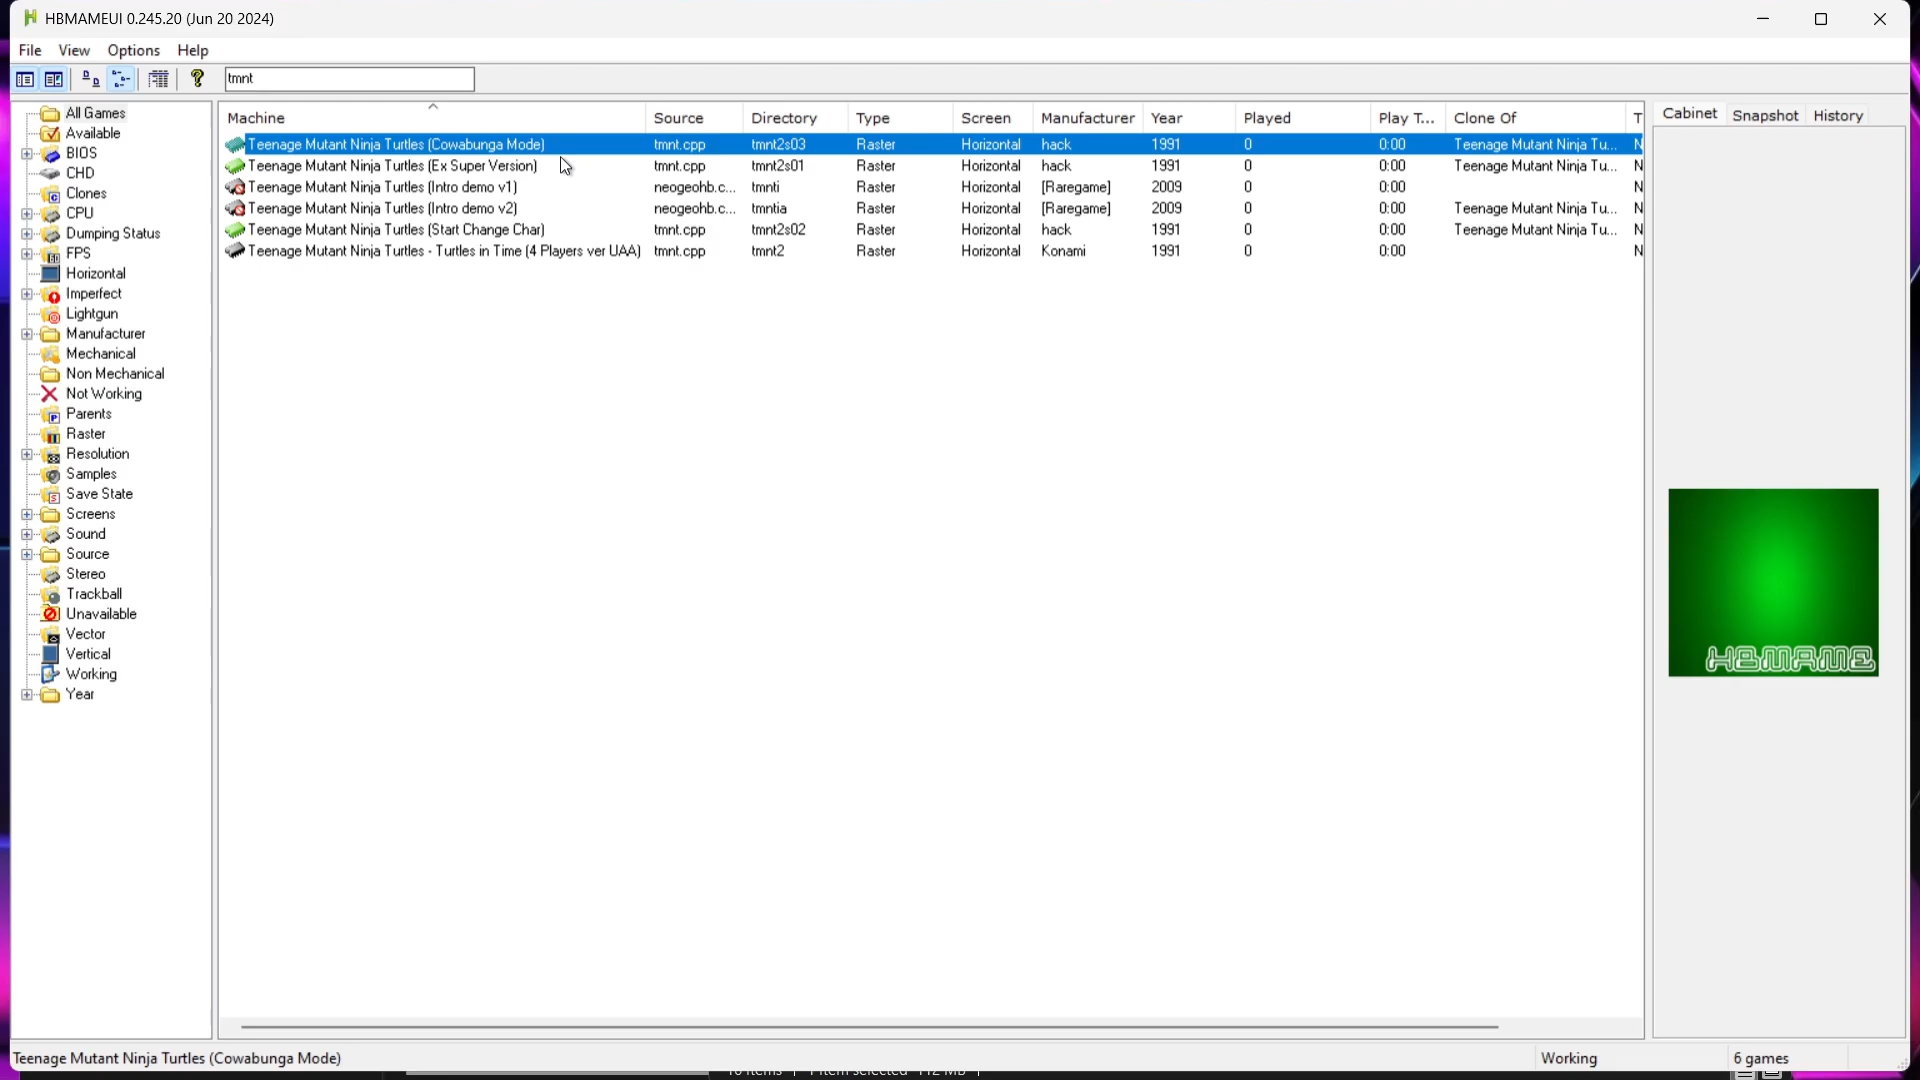 HBMAMEUI 0.245.20 (Jun 20 2024)
File View Options Help
tmnt
All Games
Available
BIOS
CHD
Clones
CPU
Dumping Status
FPS
Horizontal
Imperfect
Lightgun
Manufacturer
Mechanical
Non Mechanical
Not Working
Parents
Raster
Resolution
Samples
Save State
Screens
Sound
Source
Stereo
Trackball
Unavailable
Vector
Vertical
Working
Year
Machine Source Directory Type Screen Manufacturer Year Played Play T... Clone Of T
Teenage Mutant Ninja Turtles (Cowabunga Mode) tmnt.cpp tmnt2s03 Raster Horizontal hack 1991 0 0:00 Teenage Mutant Ninja Tu... N
Teenage Mutant Ninja Turtles (Ex Super Version) tmnt.cpp tmnt2s01 Raster Horizontal hack 1991 0 0:00 Teenage Mutant Ninja Tu... N
Teenage Mutant Ninja Turtles (Intro demo v1) neogeohb.c... tmnti Raster Horizontal [Raregame] 2009 0 0:00 N
Teenage Mutant Ninja Turtles (Intro demo v2) neogeohb.c... tmntia Raster Horizontal [Raregame] 2009 0 0:00 Teenage Mutant Ninja Tu... N
Teenage Mutant Ninja Turtles (Start Change Char) tmnt.cpp tmnt2s02 Raster Horizontal hack 1991 0 0:00 Teenage Mutant Ninja Tu... N
Teenage Mutant Ninja Turtles - Turtles in Time (4 Players ver UAA) tmnt.cpp tmnt2 Raster Horizontal Konami 1991 0 0:00 N
Cabinet Snapshot History
HBMAME
Teenage Mutant Ninja Turtles (Cowabunga Mode) Working 6 games